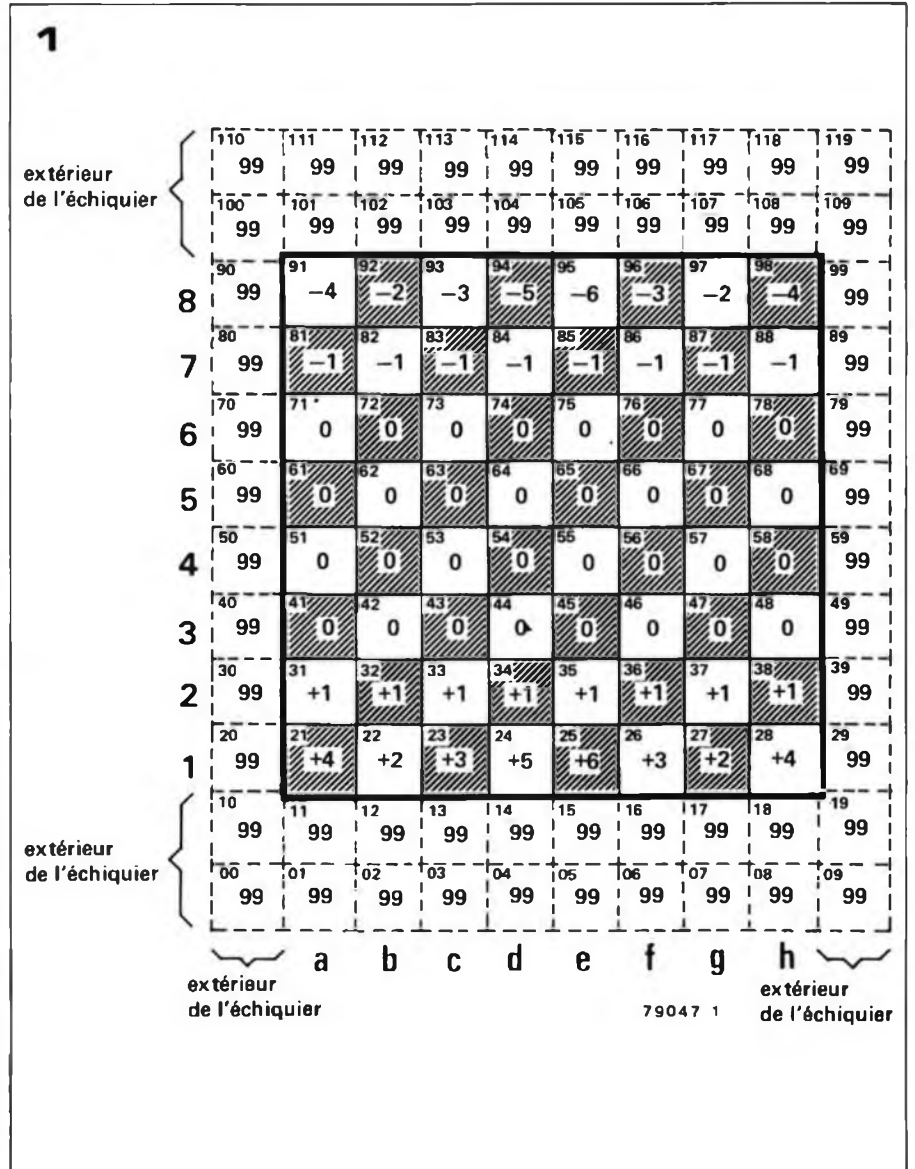 1
110 111 112 113 114 115 116 117 118 119
99 99 99 99 99 99 99 99 99 99
extérieur
de l'échiquier
100 101 102 103 104 105 106 107 108 109
99 99 99 99 99 99 99 99 99 99
90 91 92 93 94 95 96 97 98 99
8 99 −4 −2 −3 −5 −6 −3 −2 −4 99
80 81 82 83 84 85 86 87 88 89
7 99 −1 −1 −1 −1 −1 −1 −1 −1 99
70 71 72 73 74 75 76 77 78 79
6 99 0 0 0 0 0 0 0 0 99
60 61 62 63 64 65 66 67 68 69
5 99 0 0 0 0 0 0 0 0 99
50 51 52 53 54 55 56 57 58 59
4 99 0 0 0 0 0 0 0 0 99
40 41 42 43 44 45 46 47 48 49
3 99 0 0 0 0 0 0 0 0 99
30 31 32 33 34 35 36 37 38 39
2 99 +1 +1 +1 +1 +1 +1 +1 +1 99
20 21 22 23 24 25 26 27 28 29
1 99 +4 +2 +3 +5 +6 +3 +2 +4 99
10 11 12 13 14 15 16 17 18 19
99 99 99 99 99 99 99 99 99 99
extérieur
de l'échiquier
00 01 02 03 04 05 06 07 08 09
99 99 99 99 99 99 99 99 99 99
a b c d e f g h
extérieur
de l'échiquier
79047 1
extérieur
de l'échiquier